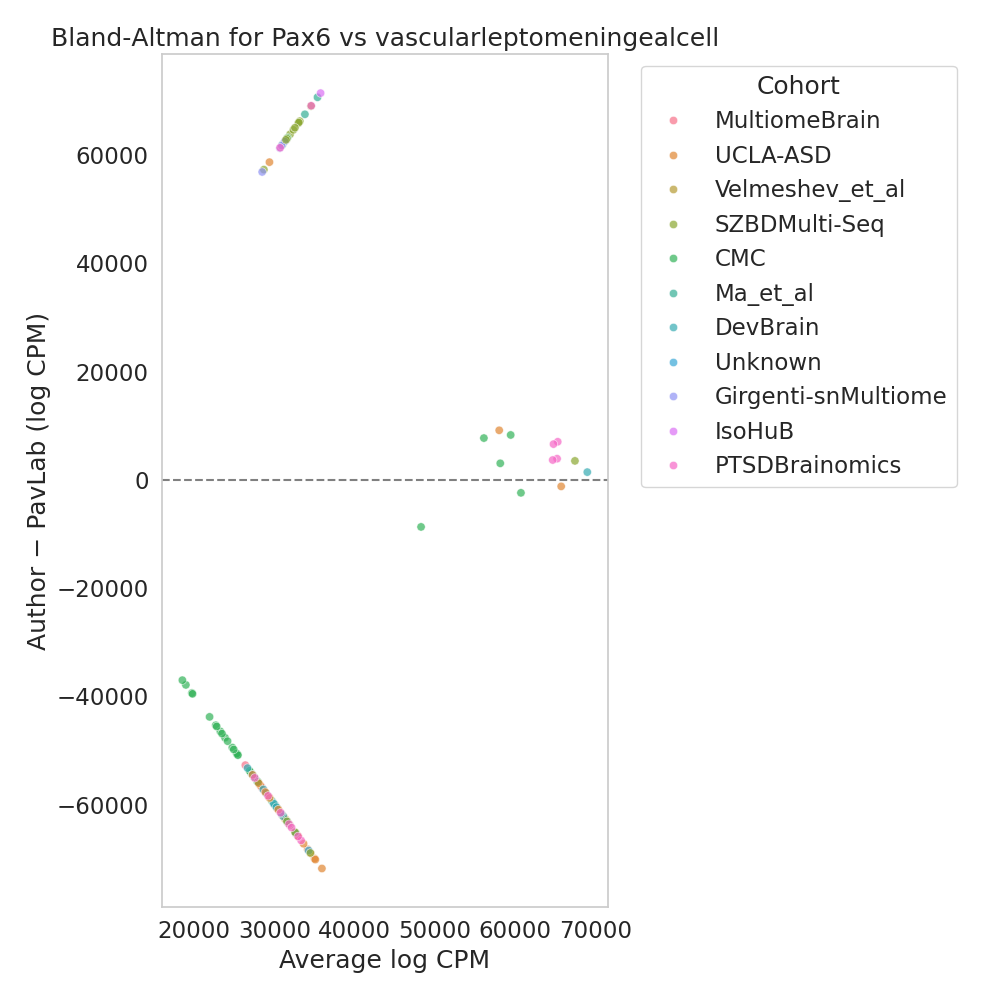 Bland-Altman for Pax6 vs vascularleptomeningealcell
Author − PavLab (log CPM)
60000
40000
20000
0
−20000
−40000
−60000
20000 30000 40000 50000 60000 70000
Average log CPM
Cohort
MultiomeBrain
UCLA-ASD
Velmeshev_et_al
SZBDMulti-Seq
CMC
Ma_et_al
DevBrain
Unknown
Girgenti-snMultiome
IsoHuB
PTSDBrainomics